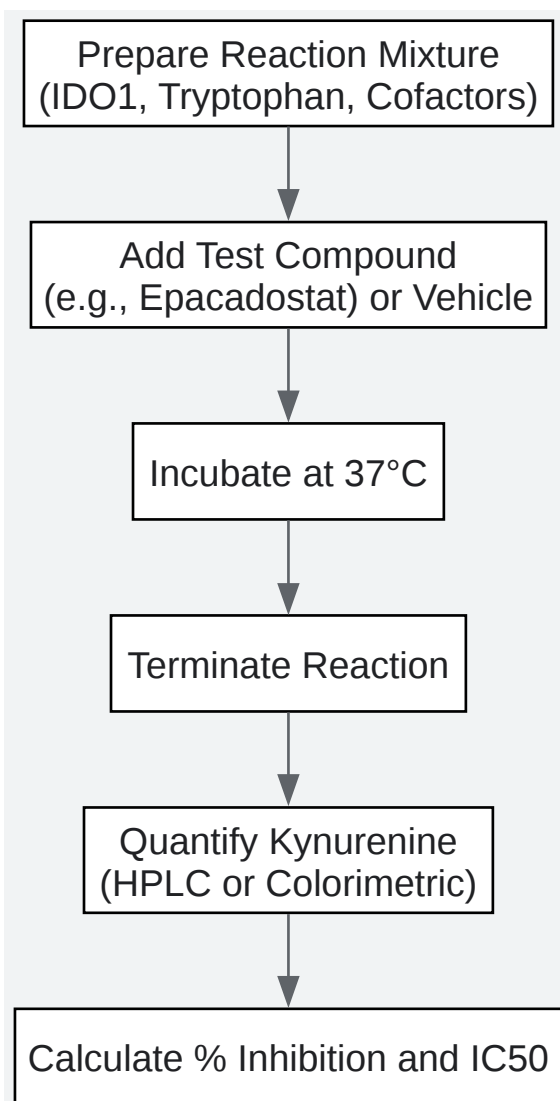 Prepare Reaction Mixture
(IDO1, Tryptophan, Cofactors)
Add Test Compound
(e.g., Epacadostat) or Vehicle
Incubate at 37°C
Terminate Reaction
Quantify Kynurenine
(HPLC or Colorimetric)
Calculate % Inhibition and IC50